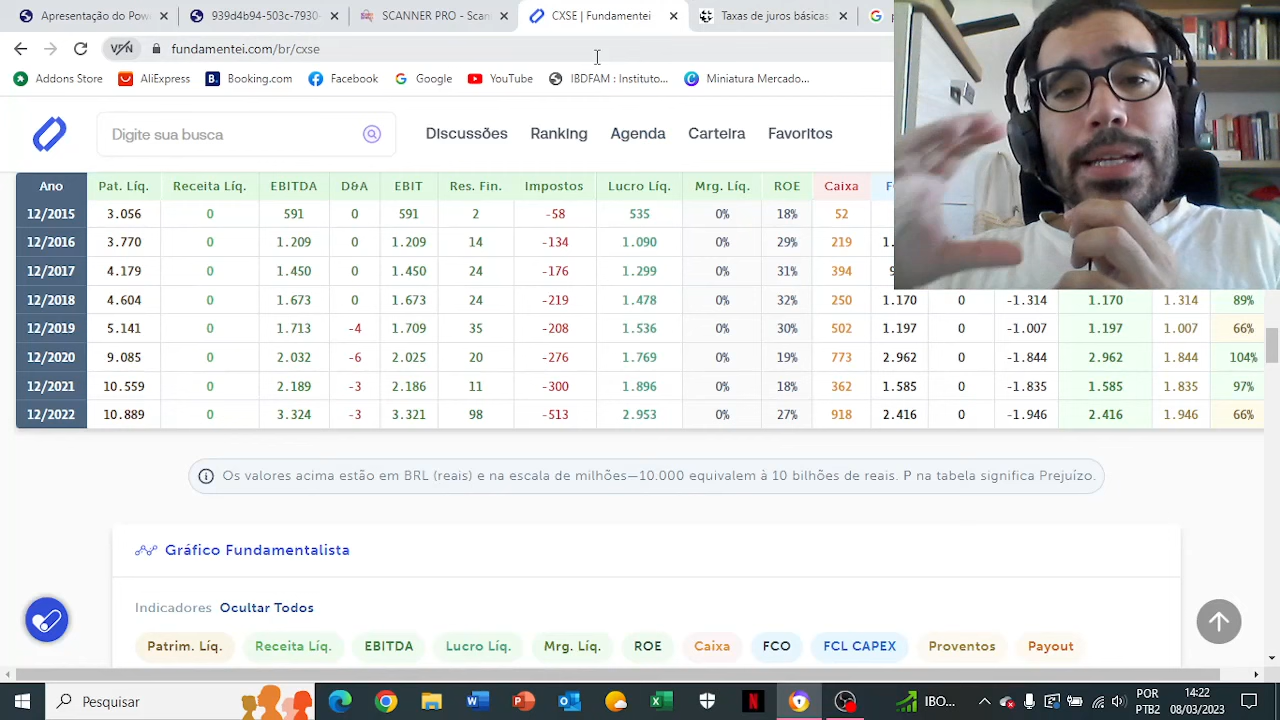 Apresentação do Powe
939d4b94-503c-7930-
SCANNER PRO - Scan
CXSE | Fundamentei
Taxas de juros básicas
fundamentei.com/br/cxse
Addons Store
AliExpress
Booking.com
Facebook
Google
YouTube
IBDFAM : Instituto...
Miniatura Mercado...
Digite sua busca
Discussões
Ranking
Agenda
Carteira
Favoritos
Ano Pat. Líq. Receita Líq. EBITDA D&A EBIT Res. Fin. Impostos Lucro Líq. Mrg. Líq. ROE Caixa
12/2015 3.056 0 591 0 591 2 -58 535 0% 18% 52
12/2016 3.770 0 1.209 0 1.209 14 -134 1.090 0% 29% 219
12/2017 4.179 0 1.450 0 1.450 24 -176 1.299 0% 31% 394
12/2018 4.604 0 1.673 0 1.673 24 -219 1.478 0% 32% 250 1.170 0 -1.314 1.170 1.314 89%
12/2019 5.141 0 1.713 -4 1.709 35 -208 1.536 0% 30% 502 1.197 0 -1.007 1.197 1.007 66%
12/2020 9.085 0 2.032 -6 2.025 20 -276 1.769 0% 19% 773 2.962 0 -1.844 2.962 1.844 104%
12/2021 10.559 0 2.189 -3 2.186 11 -300 1.896 0% 18% 362 1.585 0 -1.835 1.585 1.835 97%
12/2022 10.889 0 3.324 -3 3.321 98 -513 2.953 0% 27% 918 2.416 0 -1.946 2.416 1.946 66%
Os valores acima estão em BRL (reais) e na escala de milhões—10.000 equivalem à 10 bilhões de reais. P na tabela significa Prejuízo.
Gráfico Fundamentalista
Indicadores Ocultar Todos
Patrim. Líq.
Receita Líq.
EBITDA
Lucro Líq.
Mrg. Líq.
ROE
Caixa
FCO
FCL CAPEX
Proventos
Payout
Pesquisar
IBO...
POR
PTB2
14:22
08/03/2023